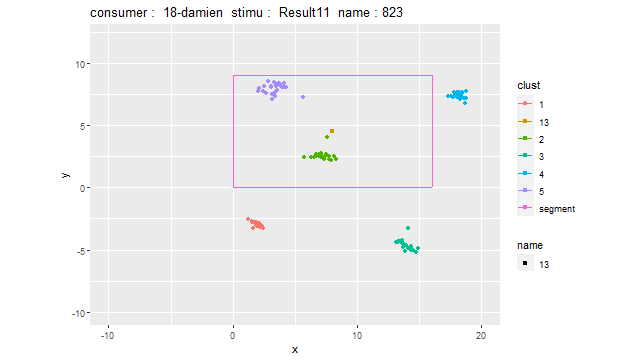 consumer :  18-damien  stimu :  Result11  name : 823
clust
1
13
2
3
4
5
segment
name
13
10
5
0
-5
-10
y
-10
0
10
20
x